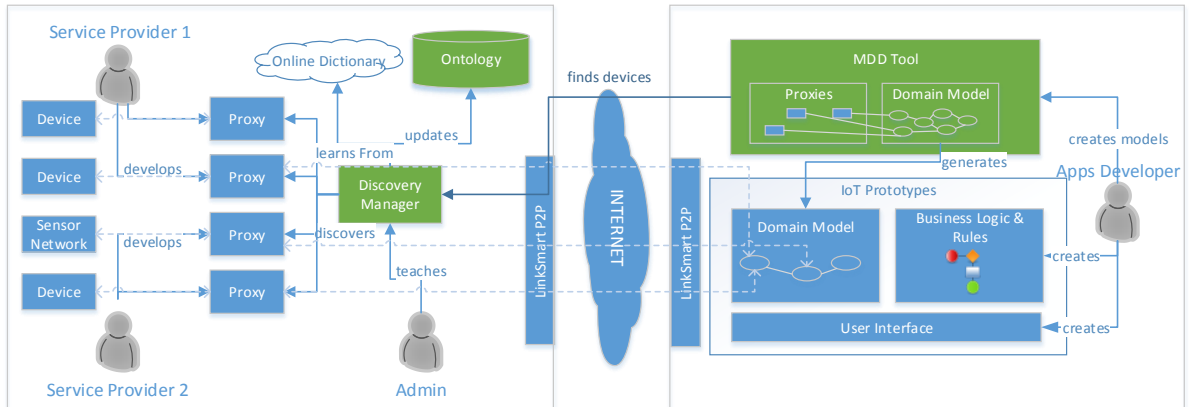 Service Provider 1
Online Dictionary
Ontology
finds devices
MDD Tool
Proxies
Domain Model
Device
Proxy
updates
learns From
creates models
Apps Developer
Device
develops
Proxy
Discovery
Manager
generates
IoT Prototypes
LinkSmart P2P
INTERNET
LinkSmart P2P
Sensor
Network
develops
Proxy
discovers
Domain Model
Business Logic &
Rules
creates
Device
Proxy
teaches
User Interface
creates
Service Provider 2
Admin